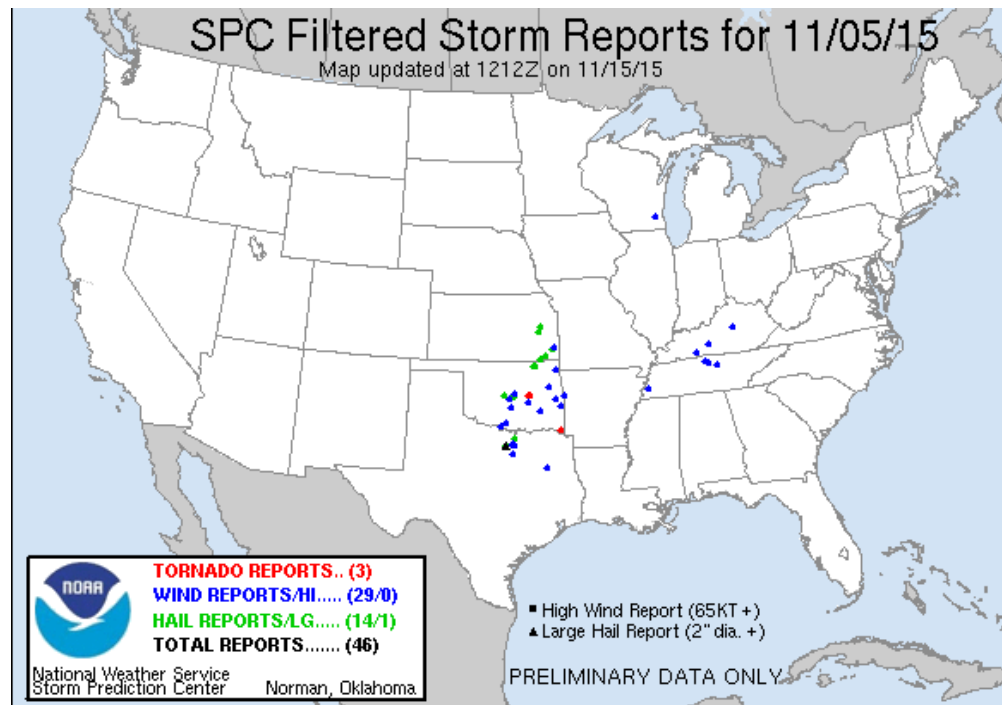 SPC Filtered Storm Reports for 11/05/15
Map updated at 1212Z on 11/15/15
NOAA
TORNADO REPORTS.. (3)
WIND REPORTS/HI..... (29/0)
HAIL REPORTS/LG..... (14/1)
TOTAL REPORTS....... (46)
National Weather Service
Storm Prediction Center Norman, Oklahoma
High Wind Report (65KT +)
Large Hail Report (2" dia. +)
PRELIMINARY DATA ONLY